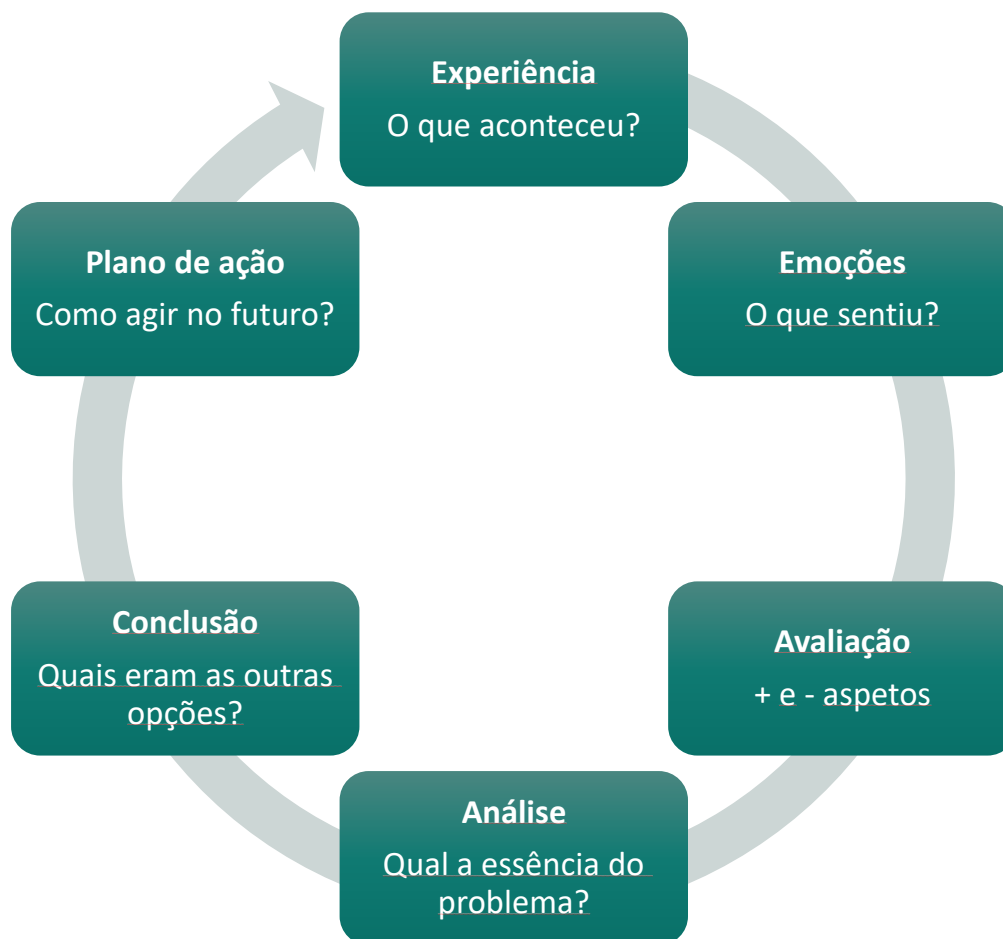 Experiência
O que aconteceu?
Emoções
O que sentiu?
Avaliação
+ e - aspetos
Análise
Qual a essência do
problema?
Conclusão
Quais eram as outras
opções?
Plano de ação
Como agir no futuro?